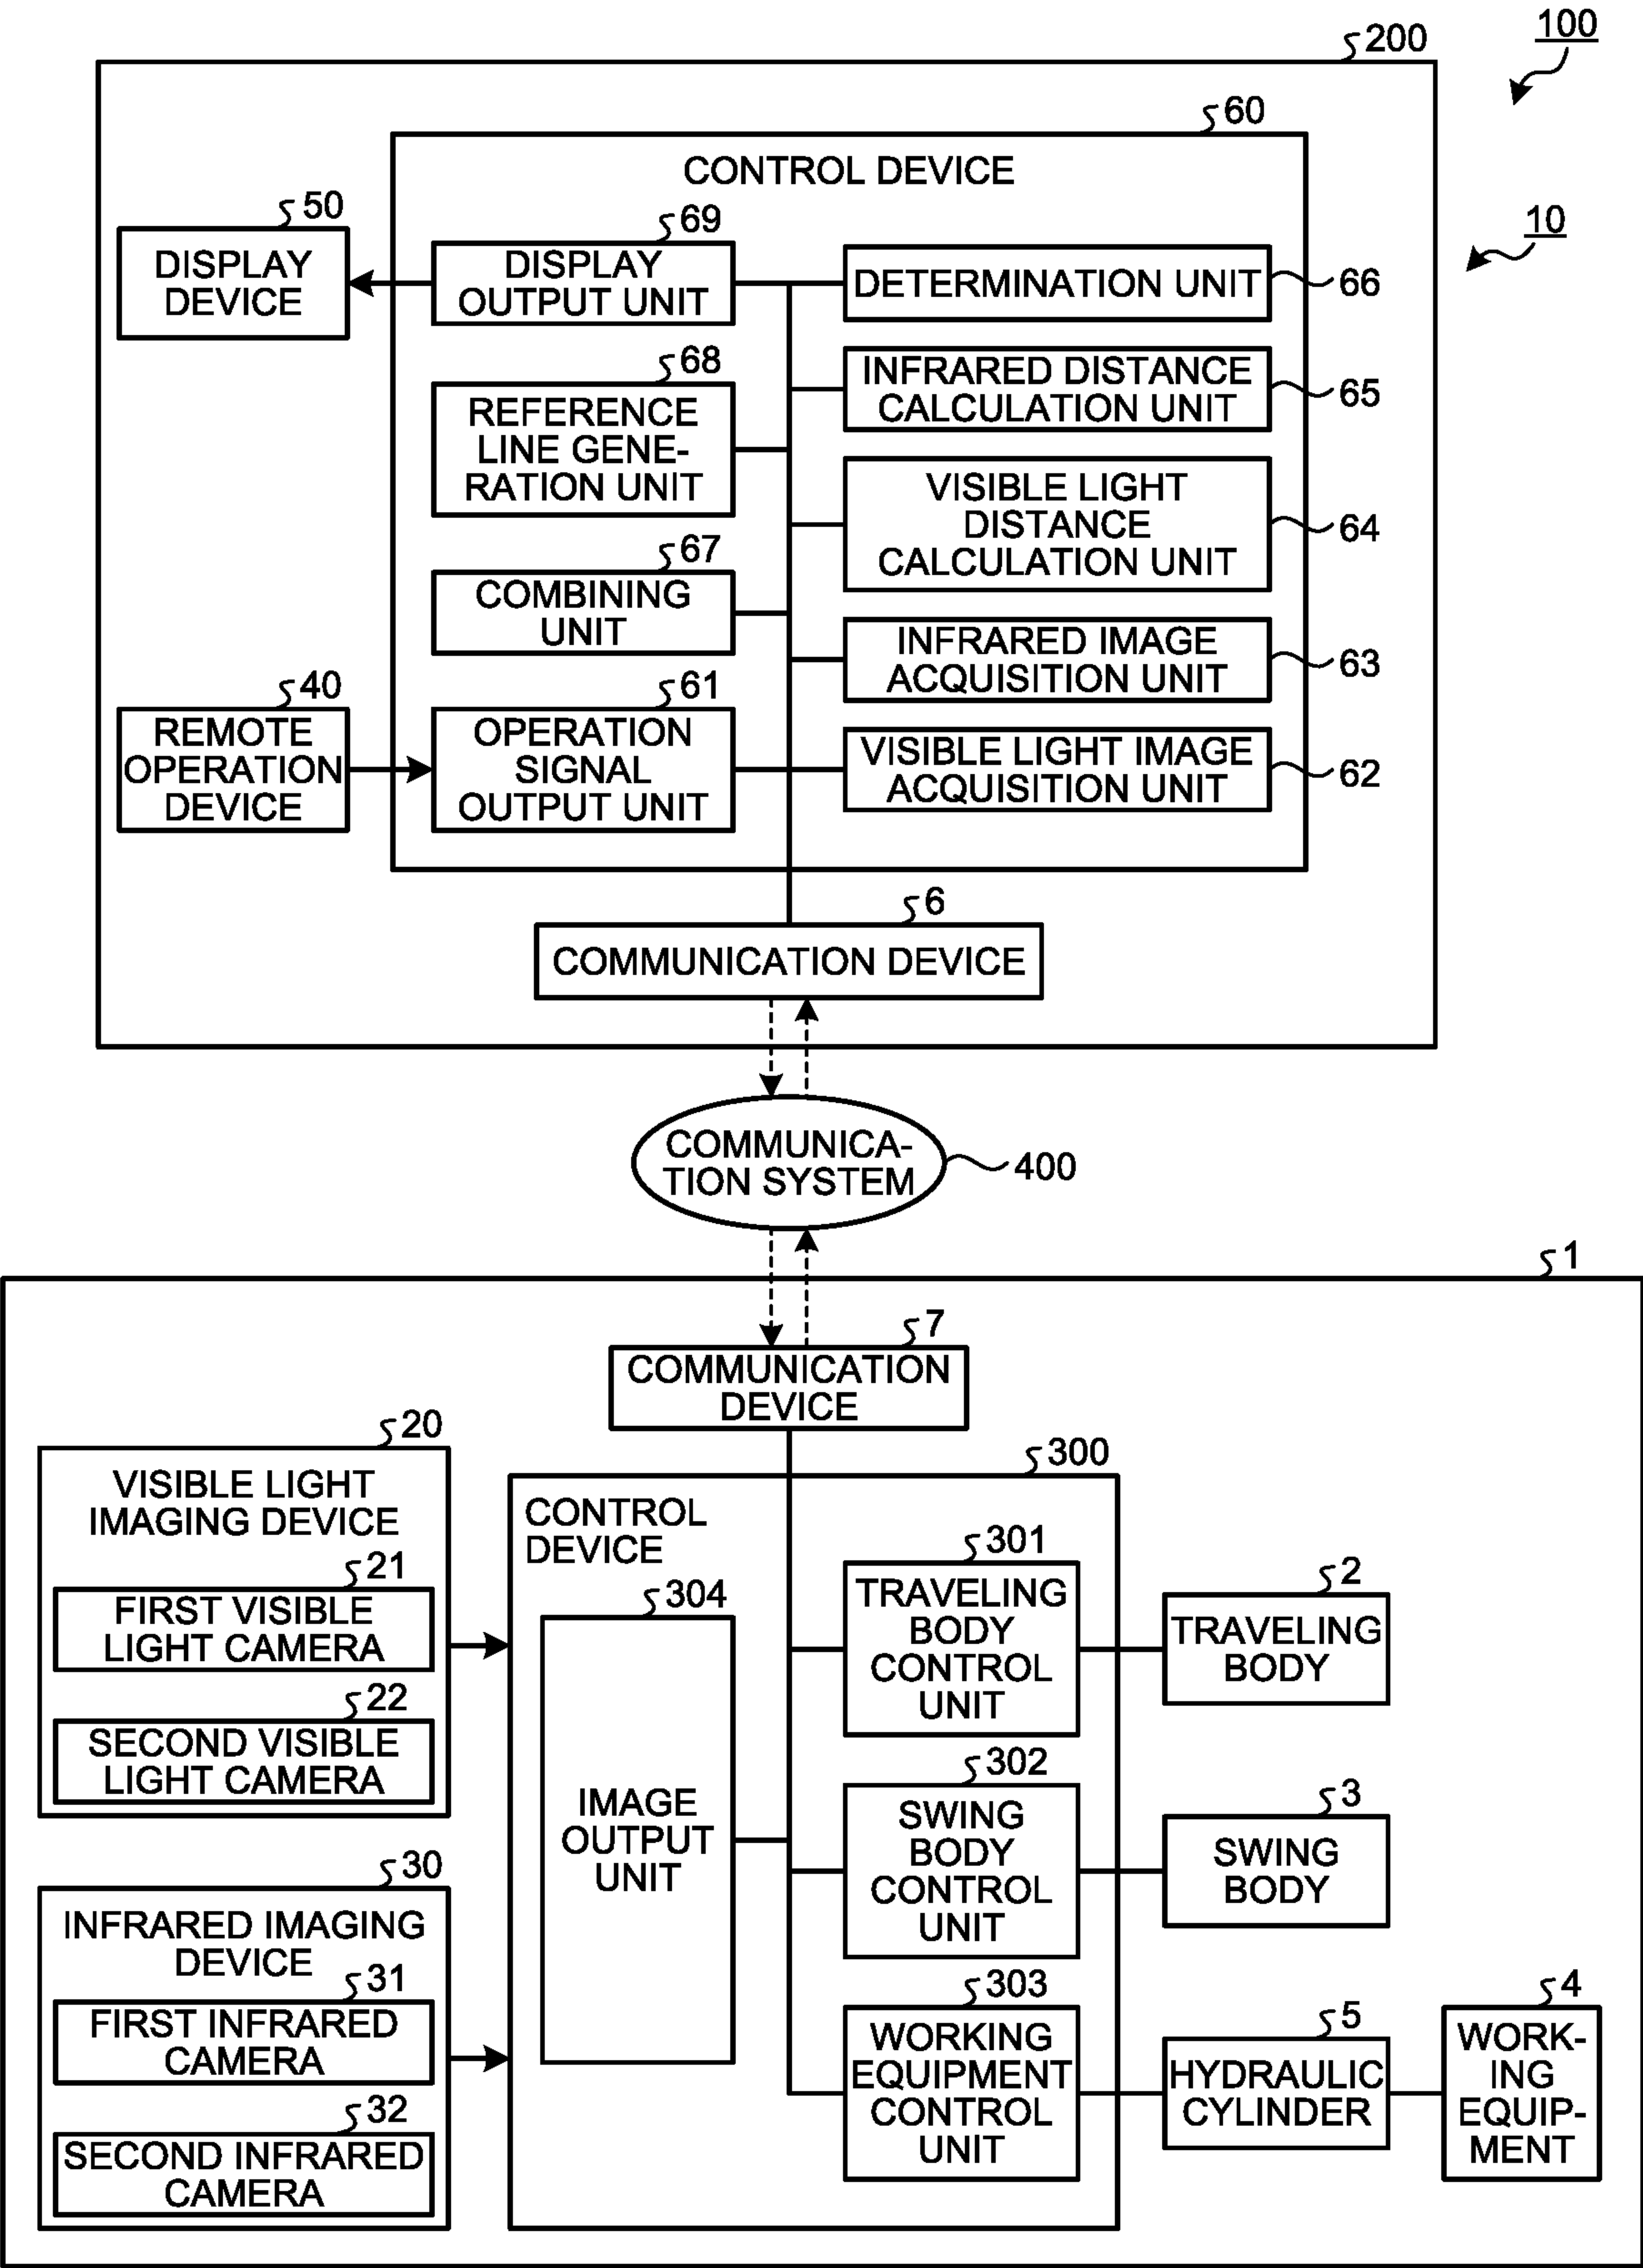 100
200
60
CONTROL DEVICE
10
50
DISPLAY
DEVICE
69
DISPLAY
OUTPUT UNIT
DETERMINATION UNIT
66
68
REFERENCE
LINE GENE-
RATION UNIT
INFRARED DISTANCE
CALCULATION UNIT
65
VISIBLE LIGHT
DISTANCE
CALCULATION UNIT
64
67
COMBINING
UNIT
INFRARED IMAGE
ACQUISITION UNIT
63
40
REMOTE
OPERATION
DEVICE
61
OPERATION
SIGNAL
OUTPUT UNIT
VISIBLE LIGHT IMAGE
ACQUISITION UNIT
62
6
COMMUNICATION DEVICE
COMMUNICA-
TION SYSTEM
400
1
7
COMMUNICATION
DEVICE
20
VISIBLE LIGHT
IMAGING DEVICE
21
FIRST VISIBLE
LIGHT CAMERA
22
SECOND VISIBLE
LIGHT CAMERA
30
INFRARED IMAGING
DEVICE
31
FIRST INFRARED
CAMERA
32
SECOND INFRARED
CAMERA
300
CONTROL
DEVICE
304
IMAGE
OUTPUT
UNIT
301
TRAVELING
BODY
CONTROL
UNIT
2
TRAVELING
BODY
302
SWING
BODY
CONTROL
UNIT
3
SWING
BODY
303
WORKING
EQUIPMENT
CONTROL
UNIT
5
HYDRAULIC
CYLINDER
4
WORK-
ING
EQUIP-
MENT